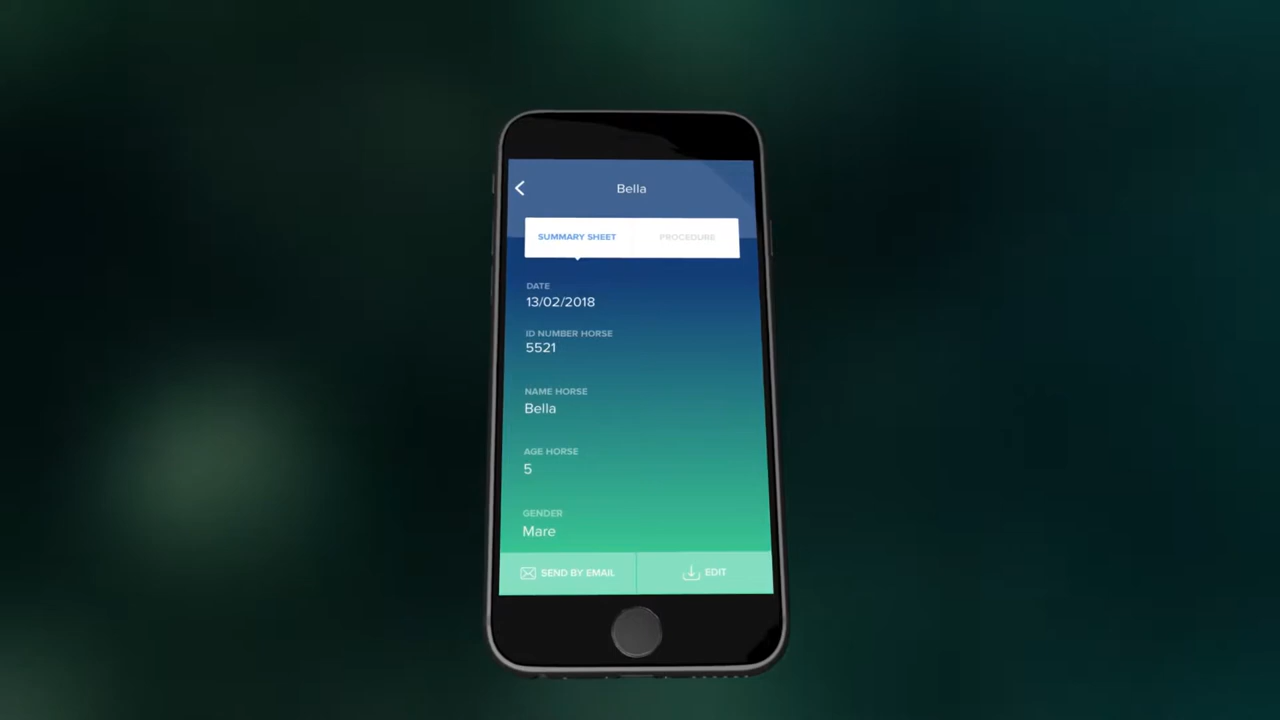 Bella
SUMMARY SHEET
PROCEDURE
DATE
13/02/2018
ID NUMBER HORSE
5521
NAME HORSE
Bella
AGE HORSE
5
GENDER
Mare
SEND BY EMAIL
EDIT